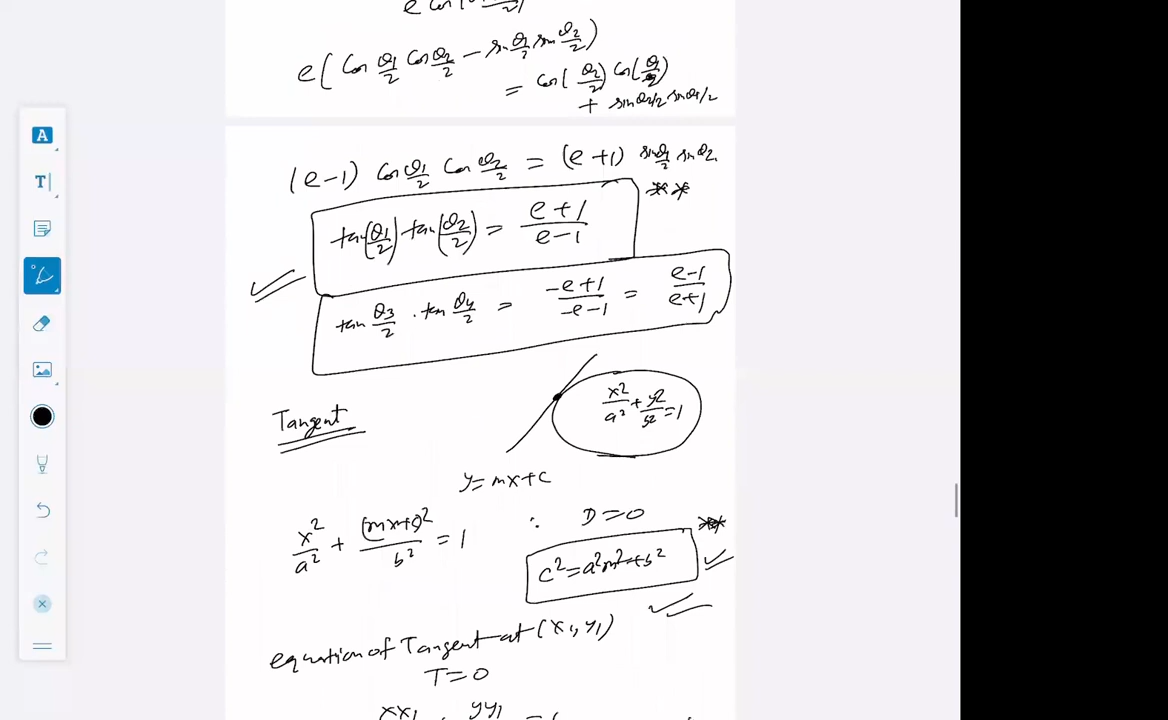 e cos(
e( cos θ1/2 cos θ2/2 − sin θ1/2 sin θ2/2 )
= cos(θ2/2) cos(θ1/2)
+ sin θ2/2 sin θ1/2
(e−1) cos θ1/2 cos θ2/2 = (e+1) sin θ1/2 sin θ2
tan(θ1/2) tan(θ2/2) = e+1/e−1 **
tan θ3/2 · tan θ4/2 = −e+1/−e−1 = e−1/e+1
x²/a² + y²/b² = 1
Tangent
y = mx+c
x²/a² + (mx+c)²/b² = 1
∴ D=0
c² = a²m²+b²
equation of Tangent at (x1, y1)
T=0
xx1 yy1
A
T